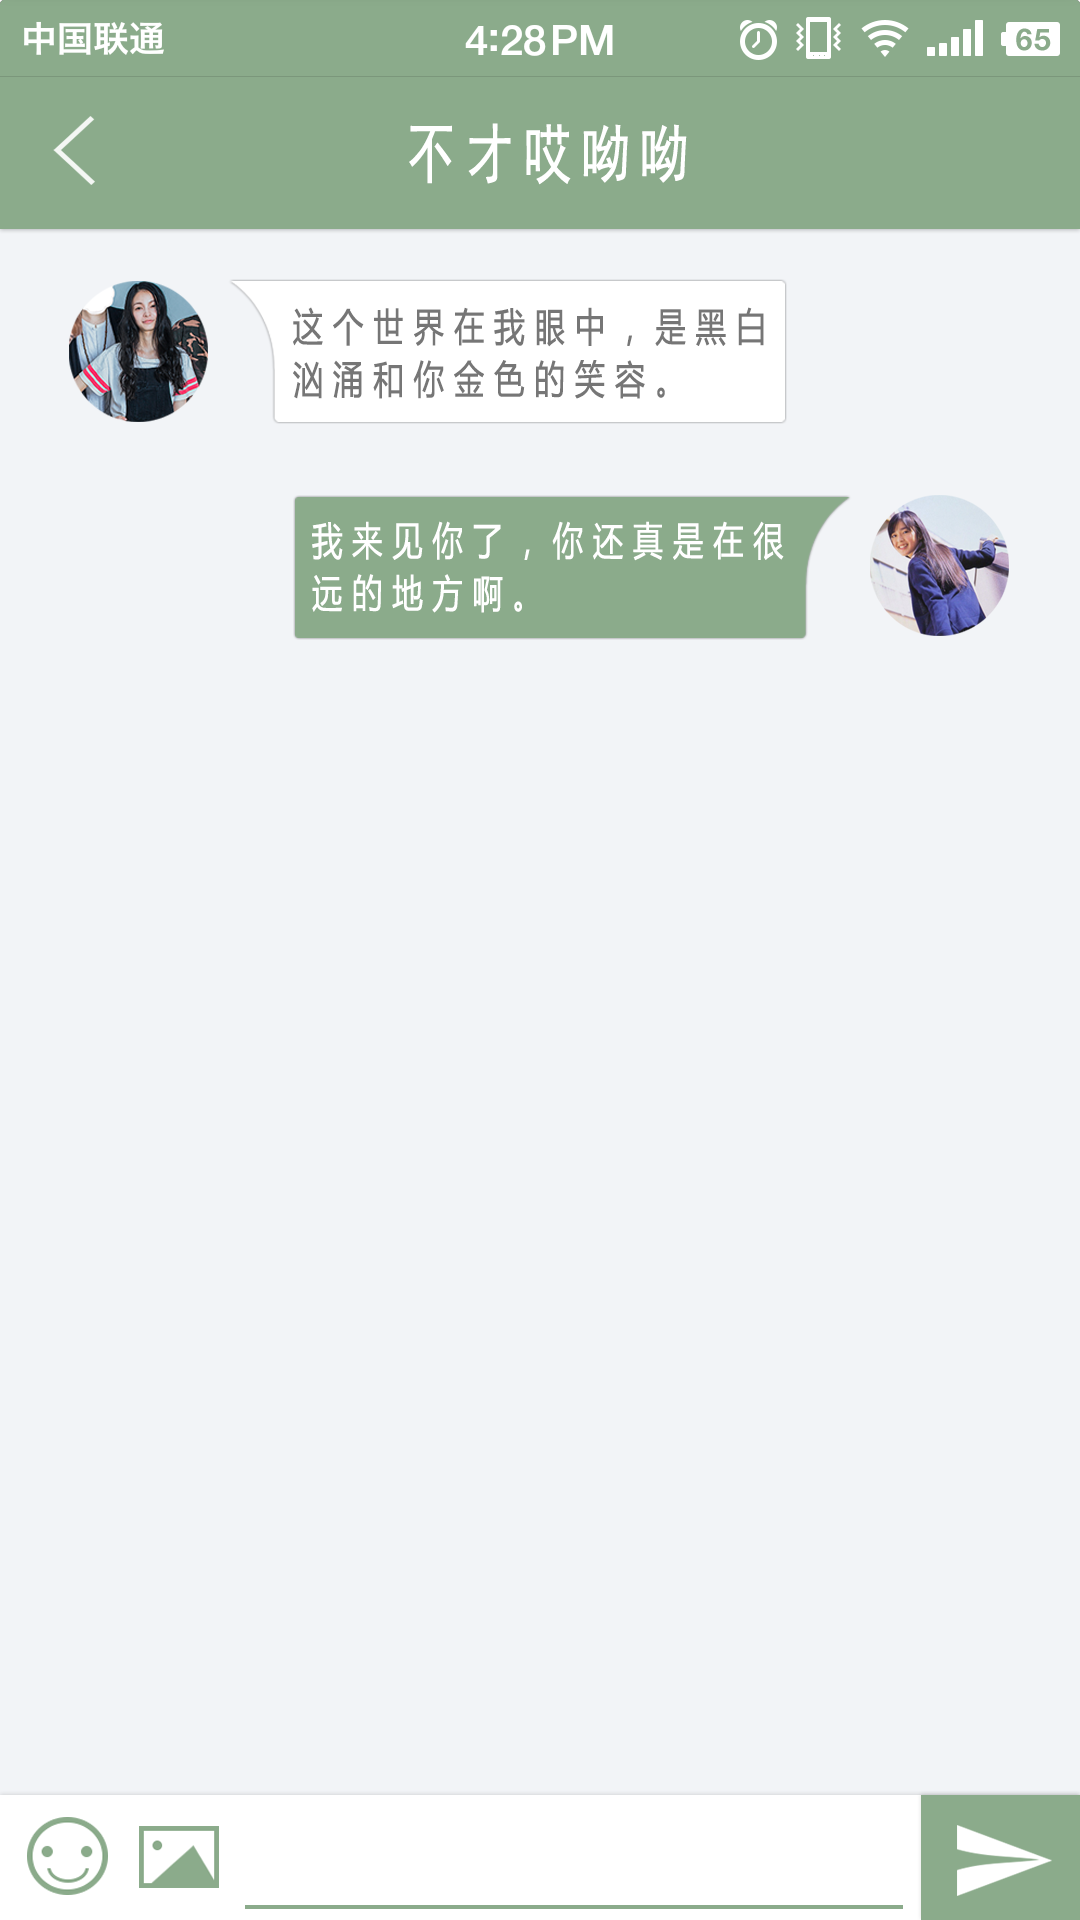 中国联通
4:28PM
65
不才哎呦呦
这个世界在我眼中，是黑白
汹涌和你金色的笑容。
我来见你了，你还真是在很
远的地方啊。